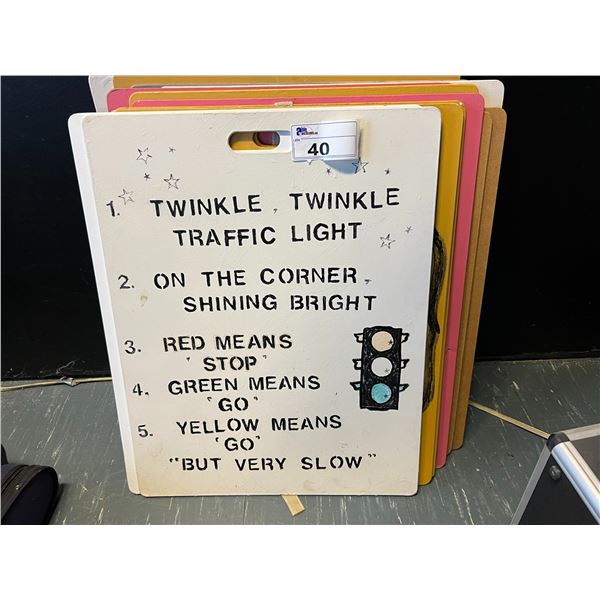 40
1. TWINKLE, TWINKLE
TRAFFIC LIGHT
2. ON THE CORNER,
SHINING BRIGHT
3. RED MEANS
'STOP'
4. GREEN MEANS
'GO'
5. YELLOW MEANS
'GO'
"BUT VERY SLOW"